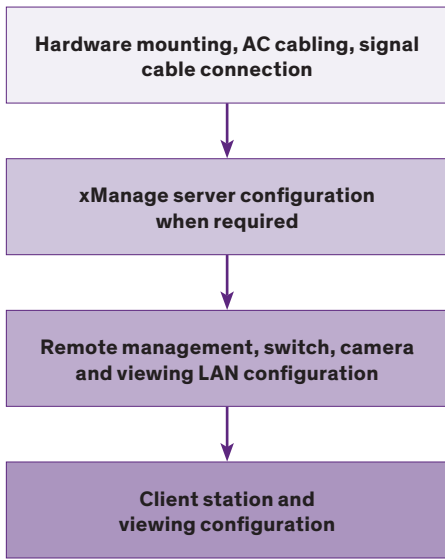 Hardware mounting, AC cabling, signal
cable connection
xManage server configuration
when required
Remote management, switch, camera
and viewing LAN configuration
Client station and
viewing configuration